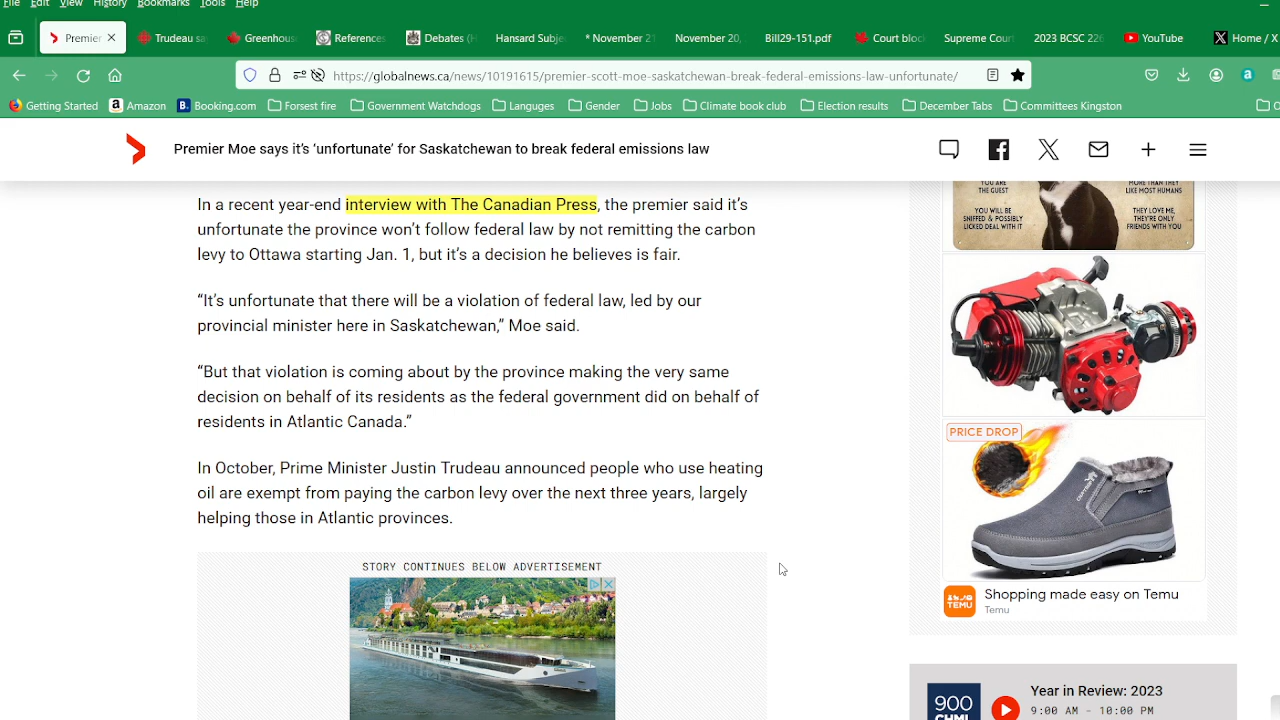 File Edit View History Bookmarks Tools Help
Premier
Trudeau sa
Greenhous
References
Debates (H
Hansard Subje
* November 21
November 20,
Bill29-151.pdf
Court bloc
Supreme Cour
2023 BCSC 226
YouTube
Home / X
https://globalnews.ca/news/10191615/premier-scott-moe-saskatchewan-break-federal-emissions-law-unfortunate/
Getting Started
Amazon
Booking.com
Forsest fire
Government Watchdogs
Languges
Gender
Jobs
Climate book club
Election results
December Tabs
Committees Kingston
Premier Moe says it’s ‘unfortunate’ for Saskatchewan to break federal emissions law
In a recent year-end interview with The Canadian Press, the premier said it’s
unfortunate the province won’t follow federal law by not remitting the carbon
levy to Ottawa starting Jan. 1, but it’s a decision he believes is fair.
“It’s unfortunate that there will be a violation of federal law, led by our
provincial minister here in Saskatchewan,” Moe said.
“But that violation is coming about by the province making the very same
decision on behalf of its residents as the federal government did on behalf of
residents in Atlantic Canada.”
In October, Prime Minister Justin Trudeau announced people who use heating
oil are exempt from paying the carbon levy over the next three years, largely
helping those in Atlantic provinces.
STORY CONTINUES BELOW ADVERTISEMENT
YOU ARE
THE GUEST
YOU WILL BE
SNIFFED & POSSIBLY
LICKED DEAL WITH IT
MORE THAN THEY
LIKE MOST HUMANS
THEY LOVE ME,
THEY'RE ONLY
FRIENDS WITH YOU
PRICE DROP
TEMU
Shopping made easy on Temu
Temu
900
CHML
Year in Review: 2023
9:00 AM - 10:00 PM